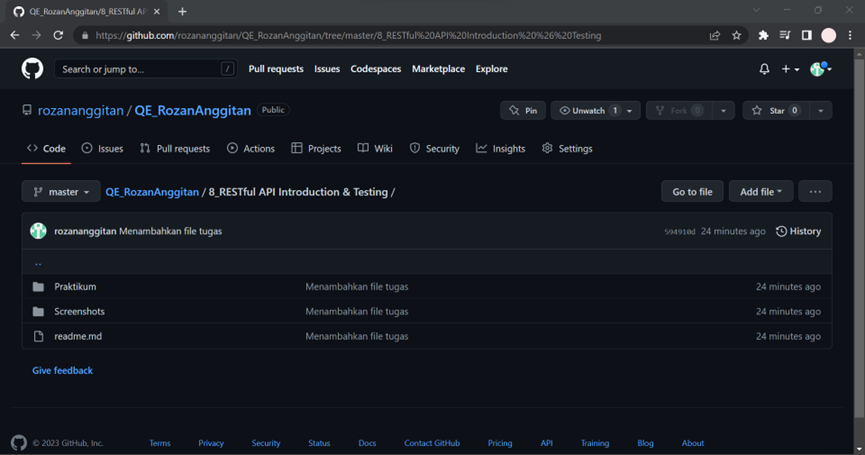 QE_RozanAnggitan/8_RESTful API
https://github.com/rozananggitan/QE_RozanAnggitan/tree/master/8_RESTful%20API%20Introduction%20%26%20Testing
Search or jump to... / Pull requests Issues Codespaces Marketplace Explore
rozananggitan / QE_RozanAnggitan Public Pin Unwatch 1 Fork 0 Star 0
Code Issues Pull requests Actions Projects Wiki Security Insights Settings
master QE_RozanAnggitan / 8_RESTful API Introduction & Testing / Go to file Add file ...
rozananggitan Menambahkan file tugas 594910d 24 minutes ago History
..
Praktikum Menambahkan file tugas 24 minutes ago
Screenshots Menambahkan file tugas 24 minutes ago
readme.md Menambahkan file tugas 24 minutes ago
Give feedback
© 2023 GitHub, Inc. Terms Privacy Security Status Docs Contact GitHub Pricing API Training Blog About